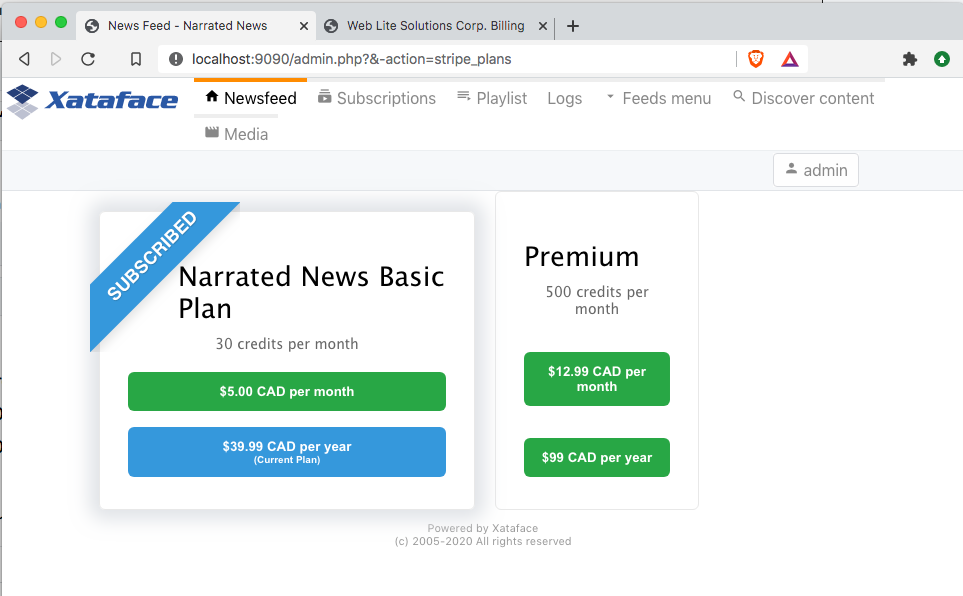 News Feed - Narrated News
Web Lite Solutions Corp. Billing
localhost:9090/admin.php?&-action=stripe_plans
Xataface
Newsfeed
Subscriptions
Playlist
Logs
Feeds menu
Discover content
Media
admin
SUBSCRIBED
Narrated News Basic
Plan
30 credits per month
$5.00 CAD per month
$39.99 CAD per year
(Current Plan)
Premium
500 credits per
month
$12.99 CAD per
month
$99 CAD per year
Powered by Xataface
(c) 2005-2020 All rights reserved